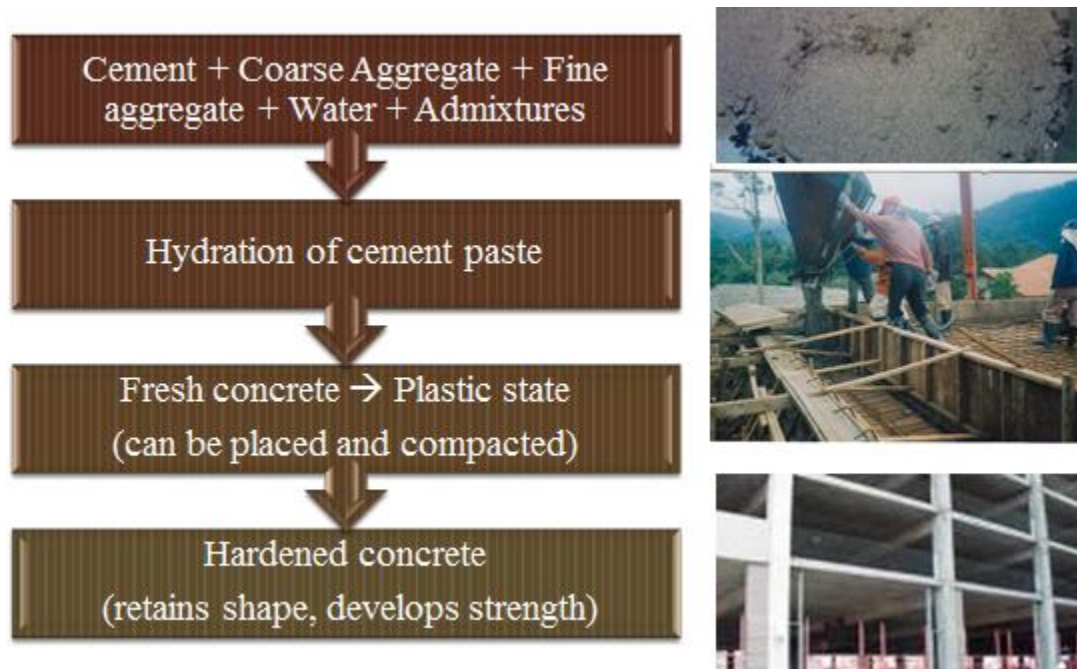 Cement + Coarse Aggregate + Fine
aggregate + Water + Admixtures
Hydration of cement paste
Fresh concrete → Plastic state
(can be placed and compacted)
Hardened concrete
(retains shape, develops strength)